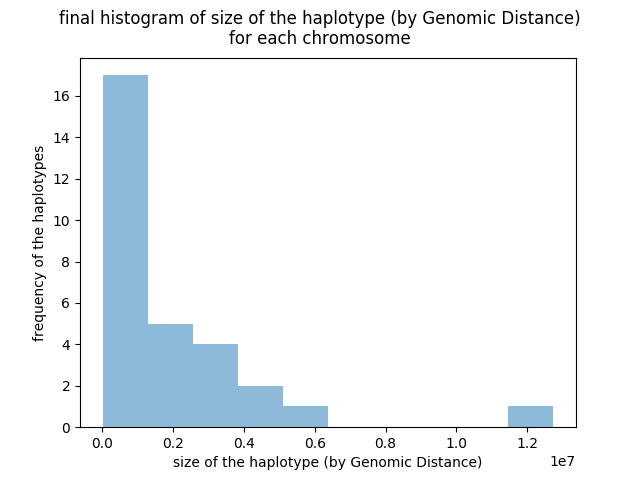 final histogram of size of the haplotype (by Genomic Distance)
for each chromosome
frequency of the haplotypes
16
14
12
10
8
6
4
2
0
0.0 0.2 0.4 0.6 0.8 1.0 1.2
1e7
size of the haplotype (by Genomic Distance)